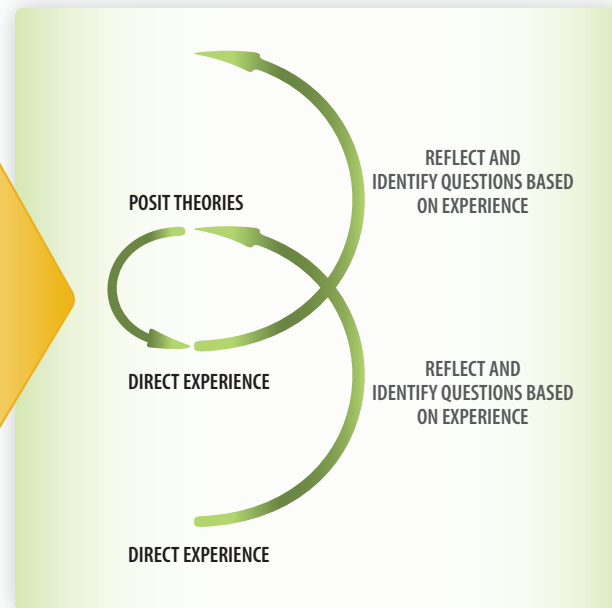 REFLECT AND
IDENTIFY QUESTIONS BASED
ON EXPERIENCE
POSIT THEORIES
DIRECT EXPERIENCE
REFLECT AND
IDENTIFY QUESTIONS BASED
ON EXPERIENCE
DIRECT EXPERIENCE